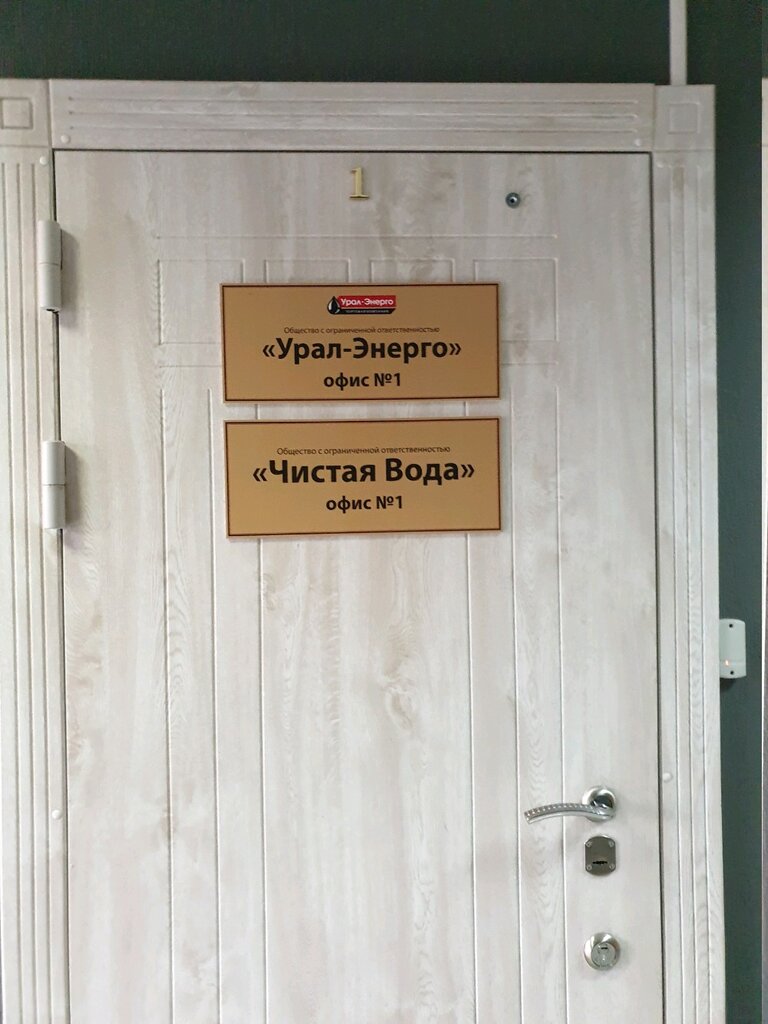 1
Урал-Энерго
Общество с ограниченной ответственностью
«Урал-Энерго»
офис №1
Общество с ограниченной ответственностью
«Чистая Вода»
офис №1